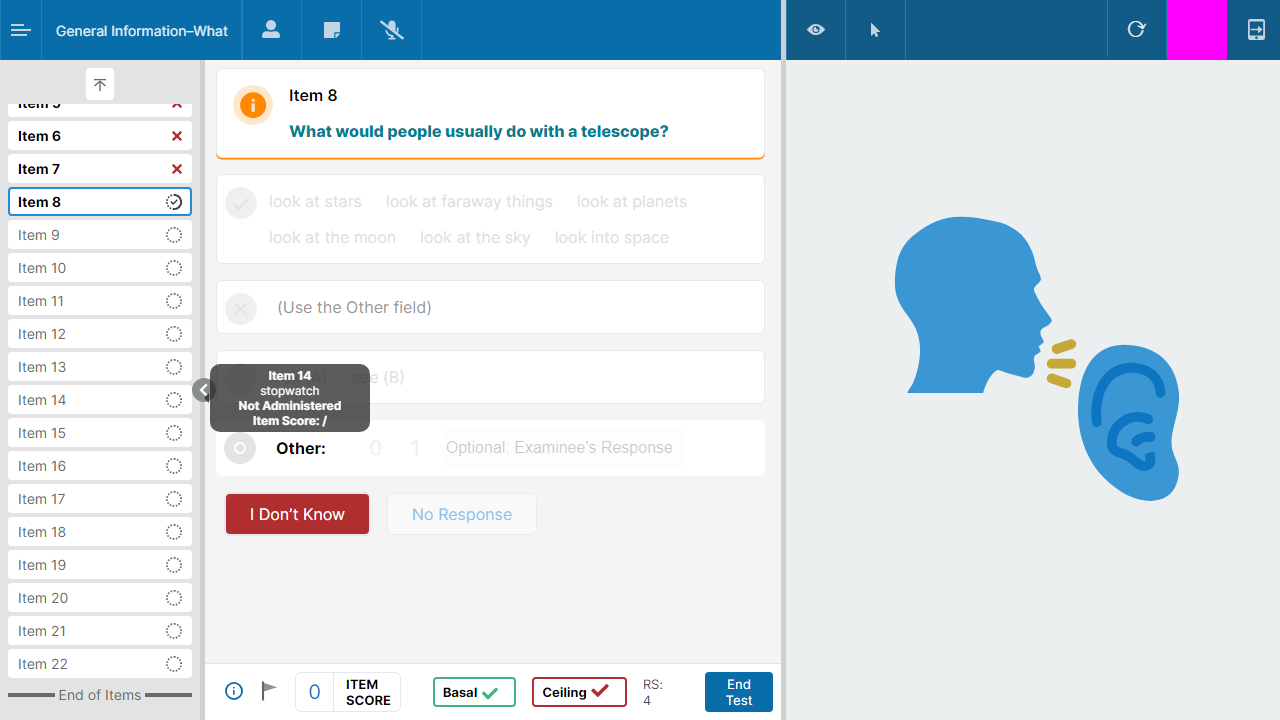 General Information–What
Item 5
Item 6
Item 7
Item 8
Item 9
Item 10
Item 11
Item 12
Item 13
Item 14
Item 15
Item 16
Item 17
Item 18
Item 19
Item 20
Item 21
Item 22
End of Items
Item 8
What would people usually do with a telescope?
look at stars look at faraway things look at planets
look at the moon look at the sky look into space
(Use the Other field)
see (B)
Item 14
stopwatch
Not Administered
Item Score: /
Other: 0 1 Optional: Examinee's Response
I Don't Know No Response
0 ITEM
SCORE
Basal Ceiling
RS:
4
End
Test